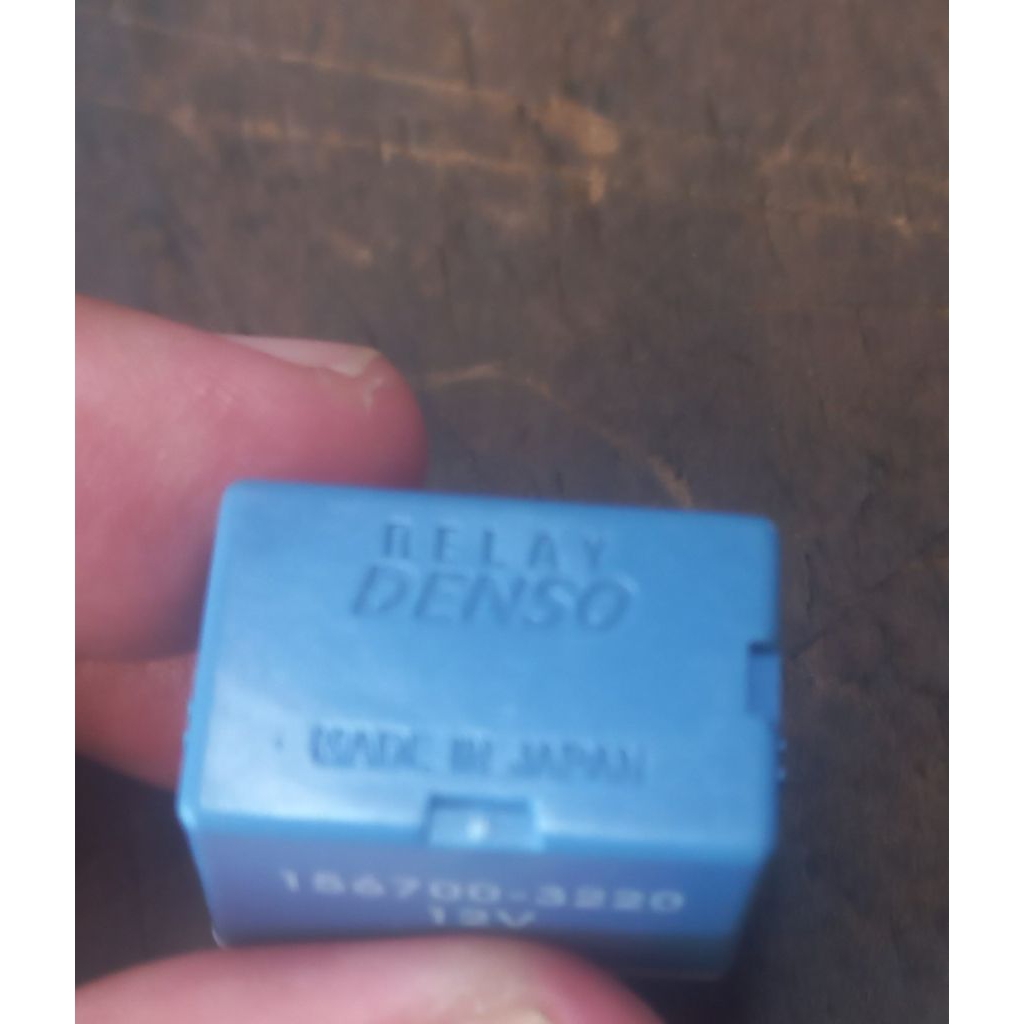 RELAY
DENSO
MADE IN JAPAN
156700-3220
12V